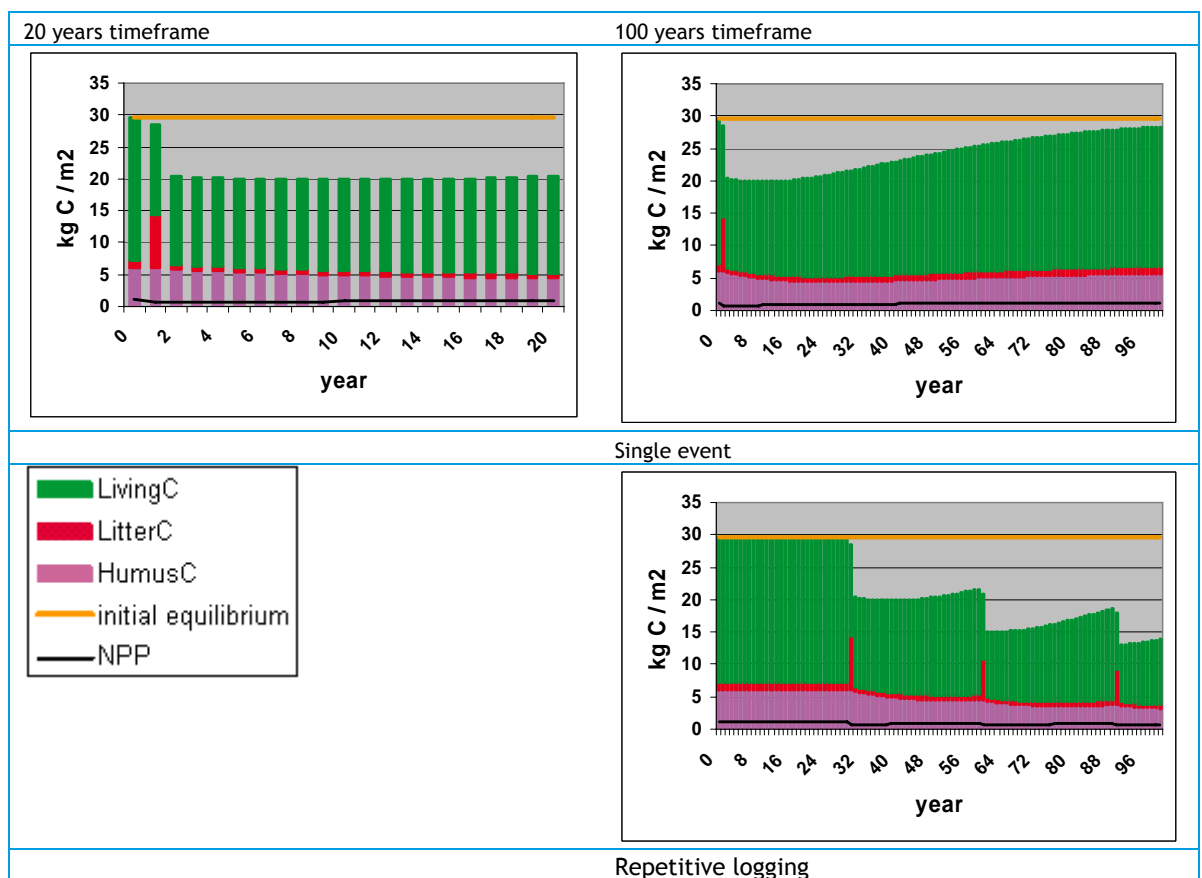 20 years timeframe
100 years timeframe
kg C / m2
35
30
25
20
15
10
5
0
0 2 4 6 8 10 12 14 16 18 20
year
kg C / m2
35
30
25
20
15
10
5
0
0 8 16 24 32 40 48 56 64 72 80 88 96
year
Single event
LivingC
LitterC
HumusC
initial equilibrium
NPP
kg C / m2
35
30
25
20
15
10
5
0
0 8 16 24 32 40 48 56 64 72 80 88 96
year
Repetitive logging